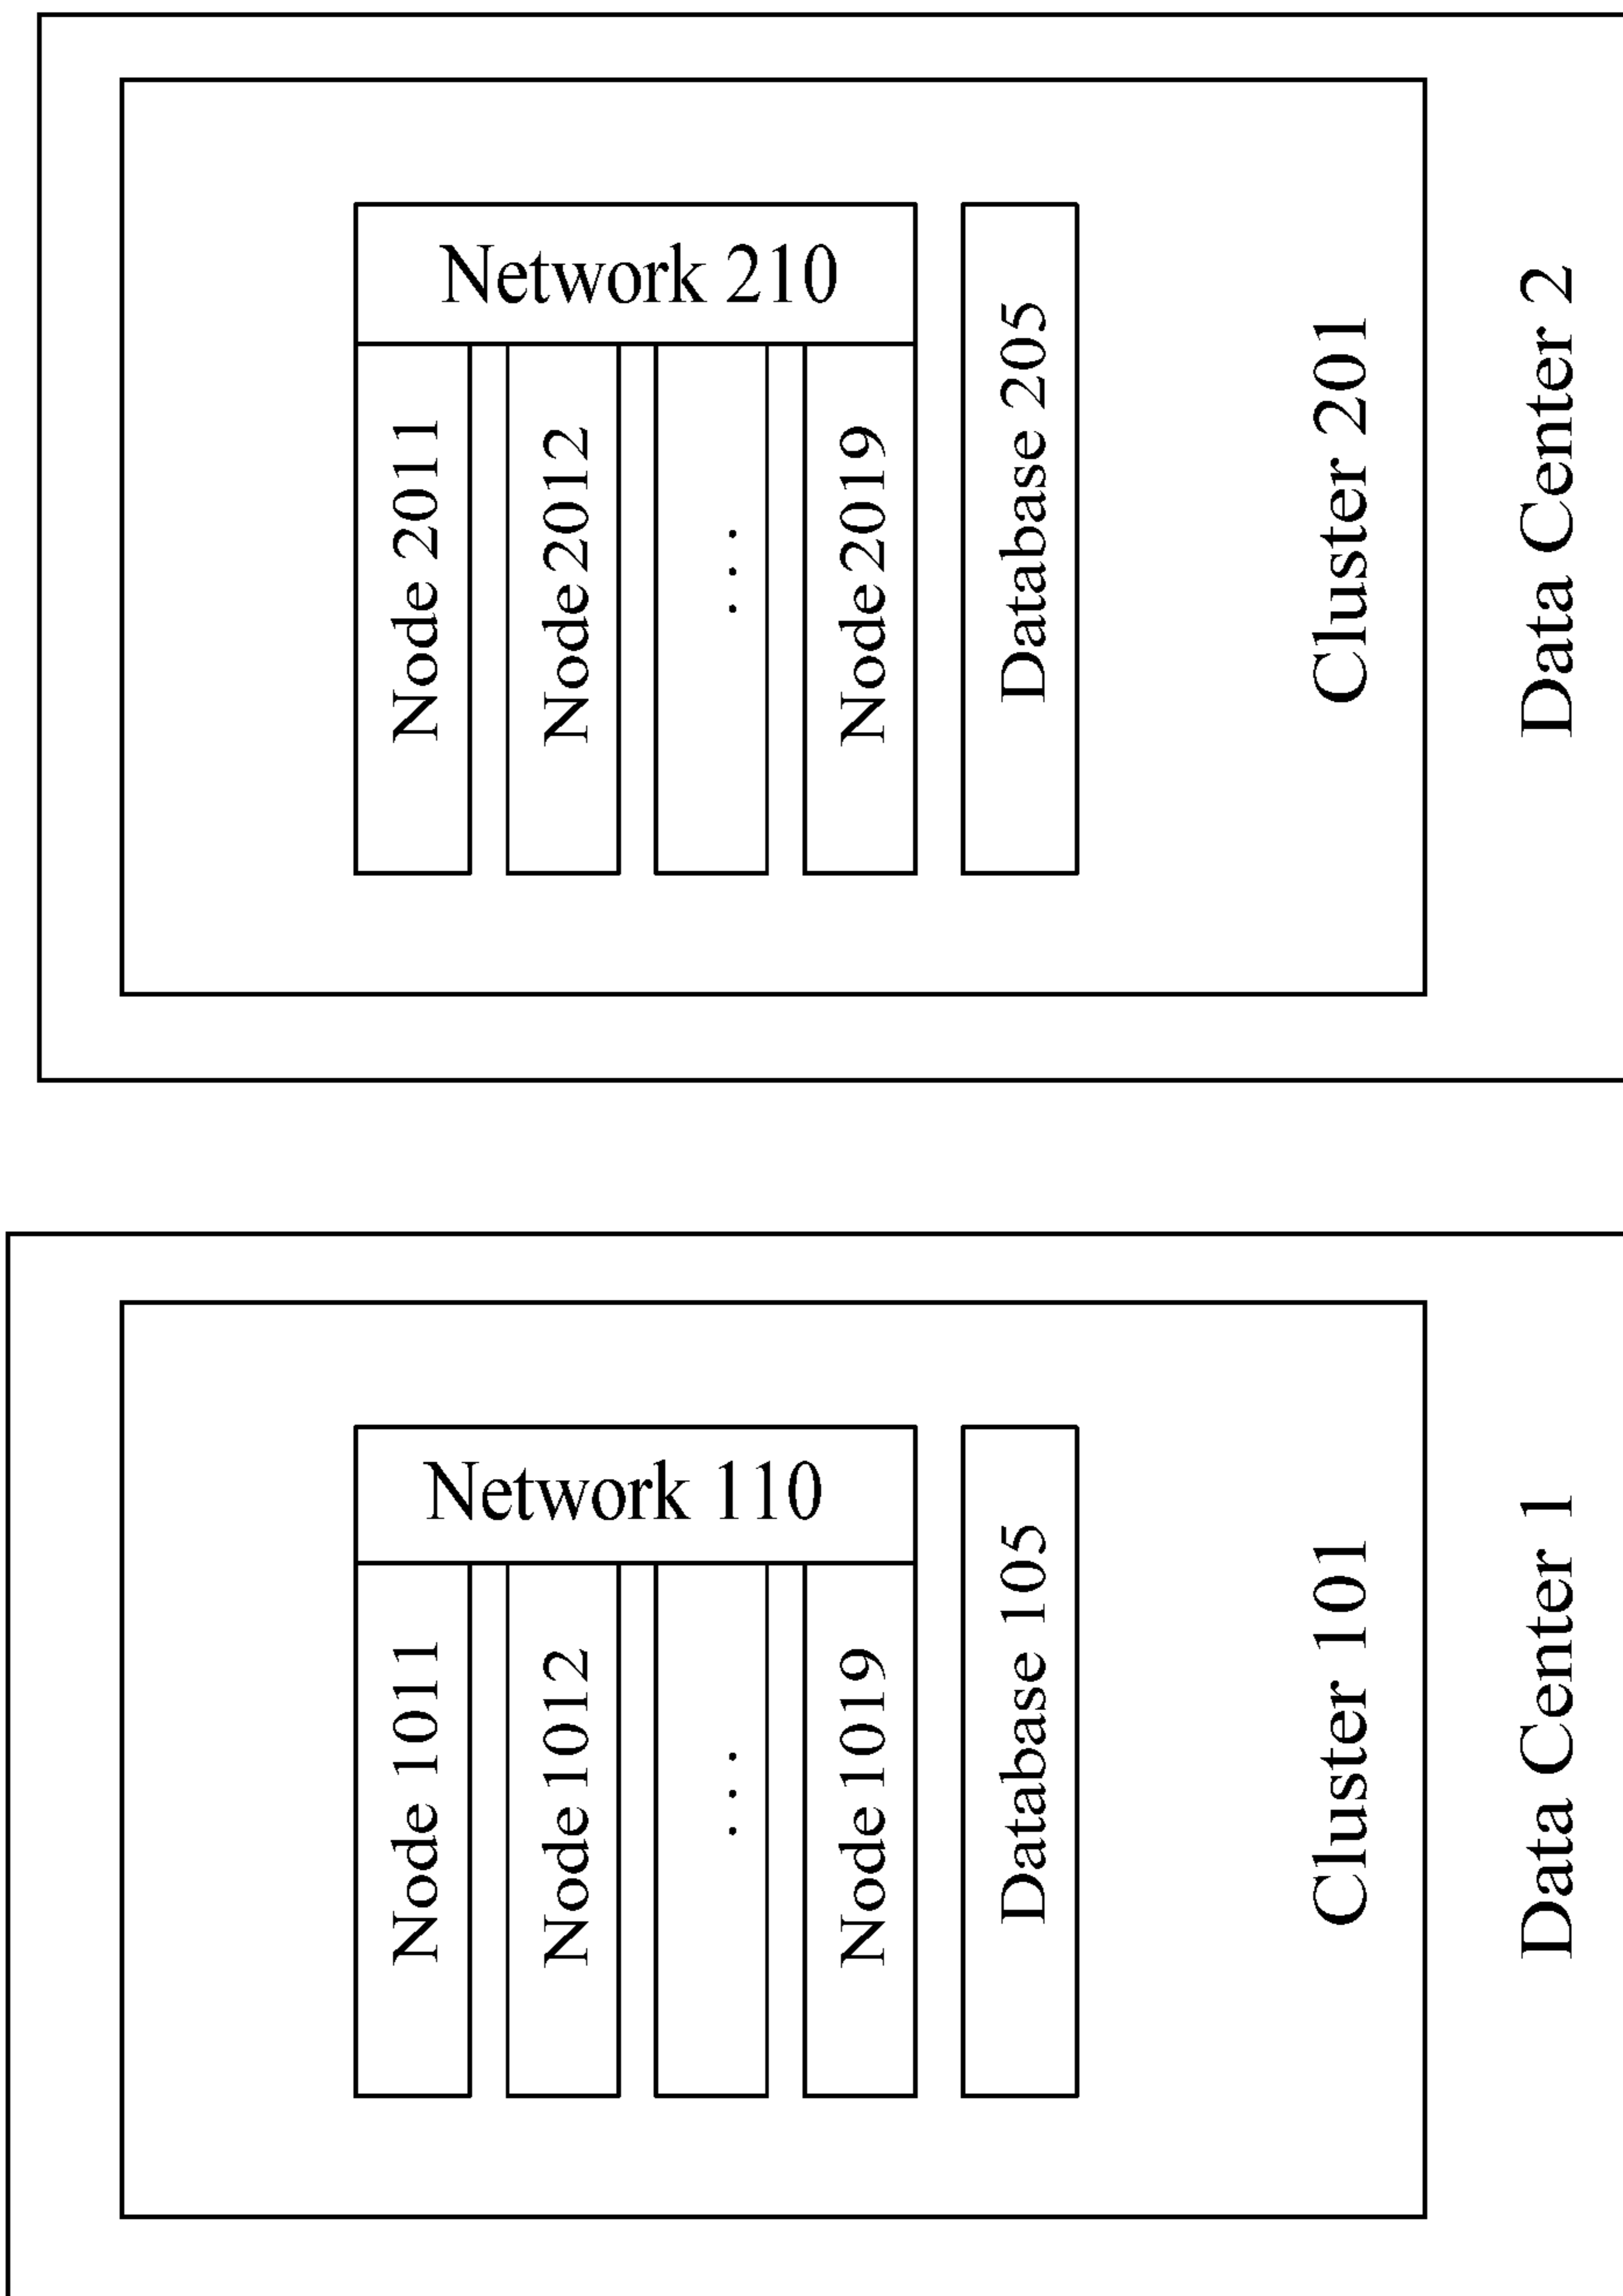 Network 210
Node 2011
Node 2012
...
Node 2019
Database 205
Cluster 201
Data Center 2
Network 110
Node 1011
Node 1012
...
Node 1019
Database 105
Cluster 101
Data Center 1